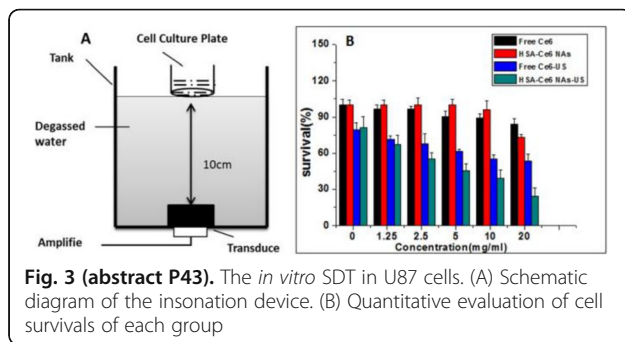 A
Cell Culture Plate
Tank
Degassed
water
10cm
Amplifie
Transduce
B
150
120
90
60
30
0
survival(%)
Free Ce6
HSA-Ce6 NAs
Free Ce6-US
HSA-Ce6 NAs-US
0 1.25 2.5 5 10 20
Concentration(mg/ml)
Fig. 3 (abstract P43). The in vitro SDT in U87 cells. (A) Schematic
diagram of the insonation device. (B) Quantitative evaluation of cell
survivals of each group